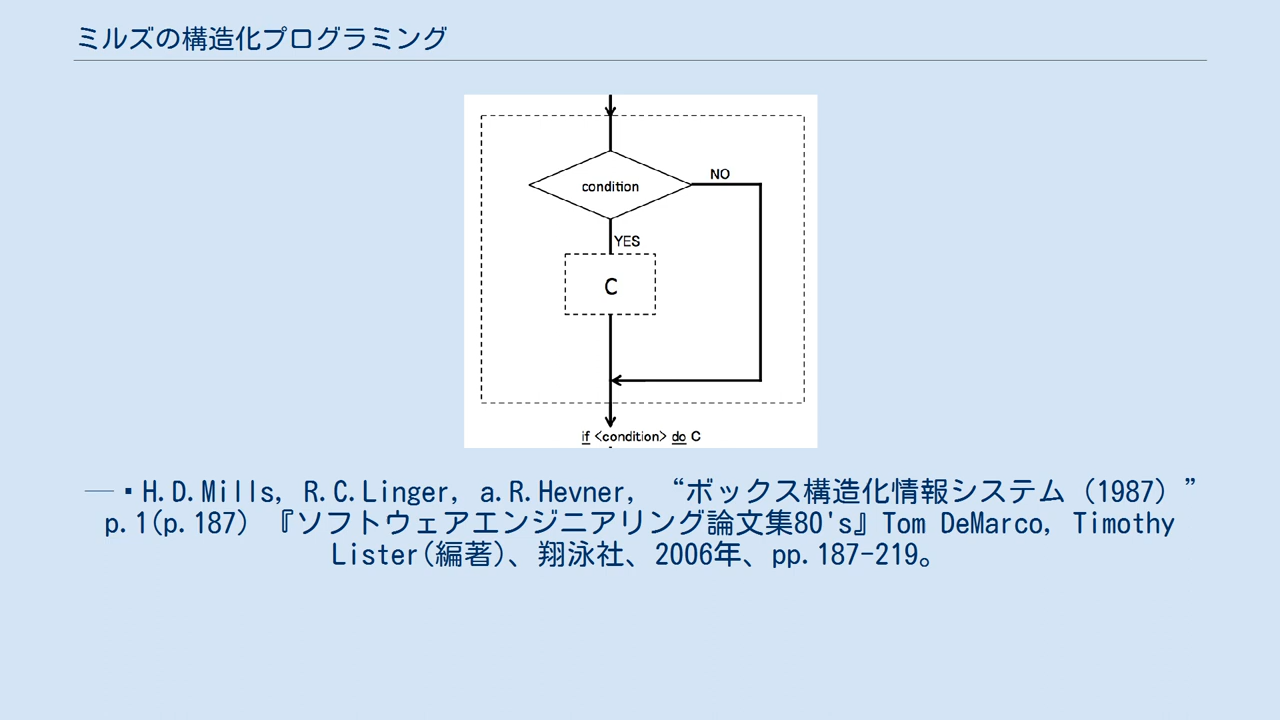 ミルズの構造化プログラミング
condition
NO
YES
C
if <condition> do C
―▪H.D.Mills, R.C.Linger, a.R.Hevner, “ボックス構造化情報システム（1987）”
p.1(p.187) 『ソフトウェアエンジニアリング論文集80's』Tom DeMarco, Timothy
Lister(編著)、翔泳社、2006年、pp.187-219。